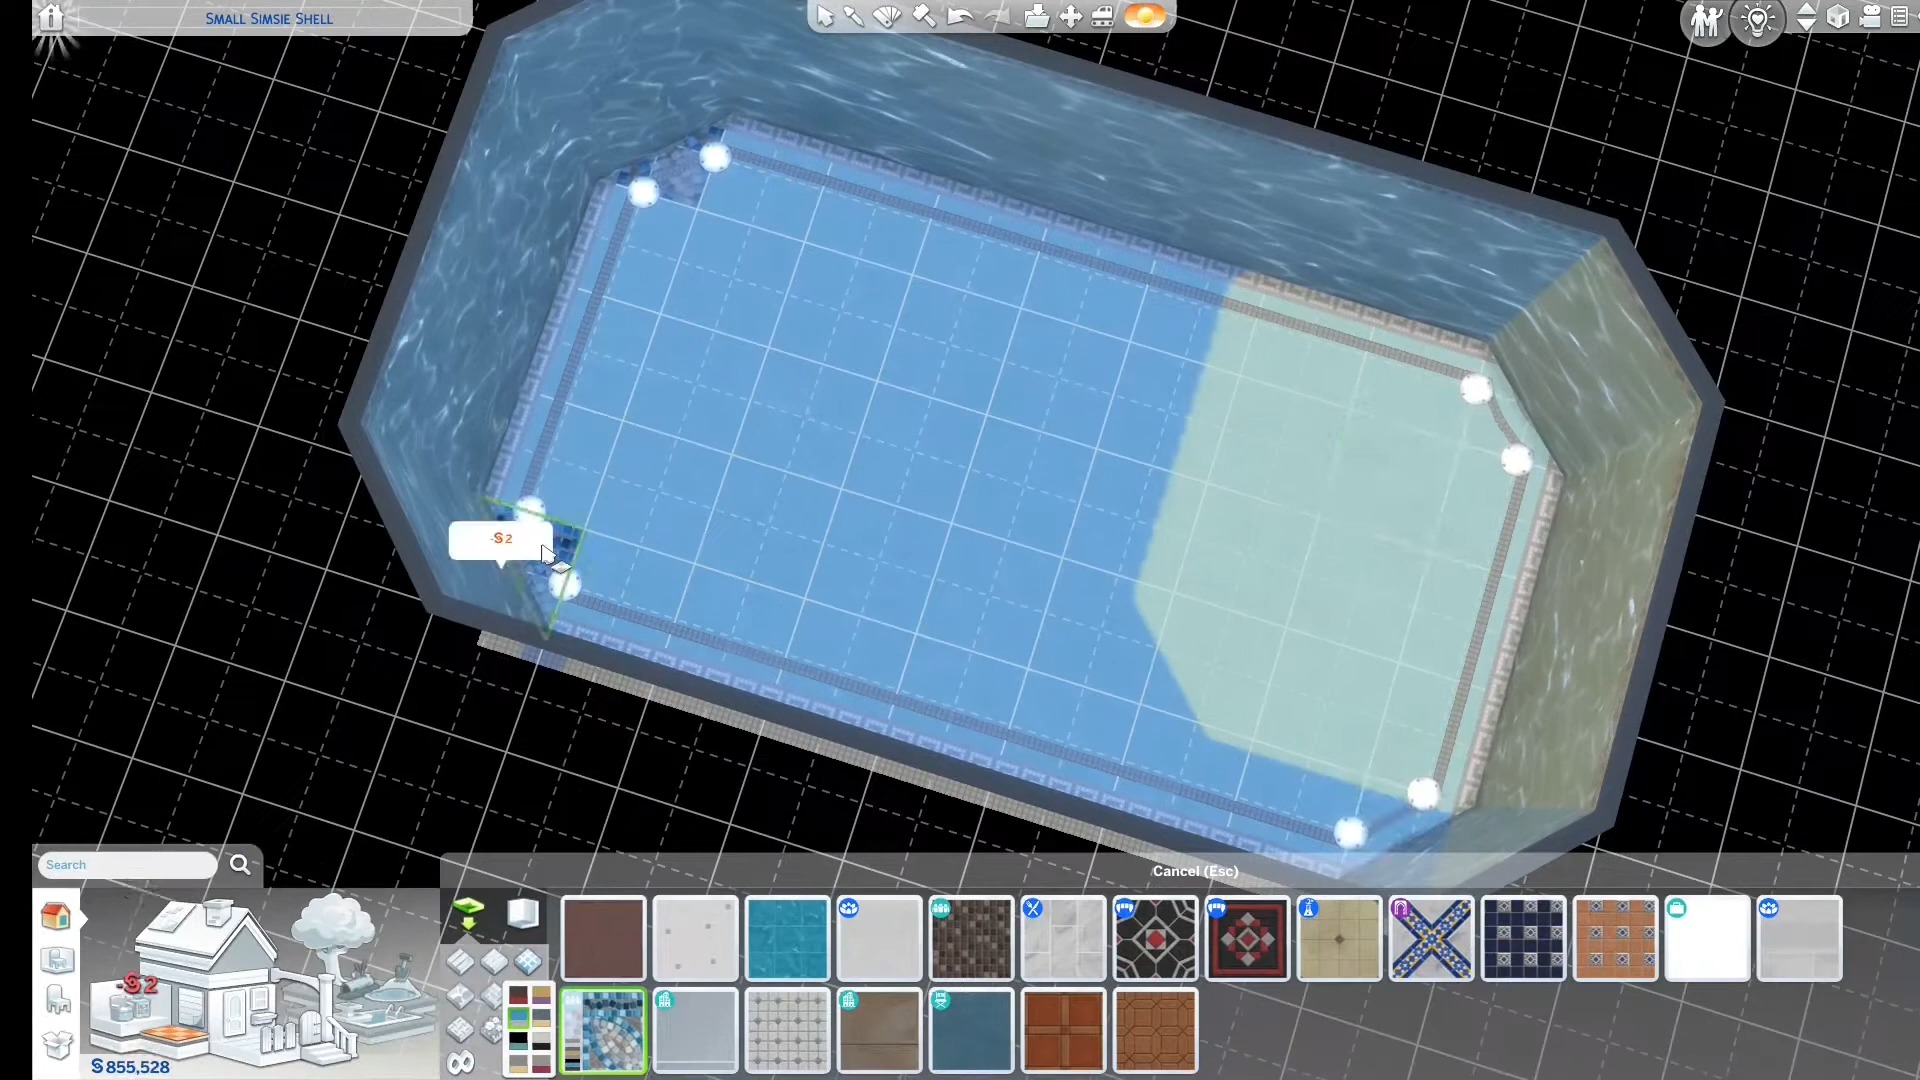 SMALL SIMSIE SHELL
-§2
Cancel (Esc)
Search
-§2
§855,528